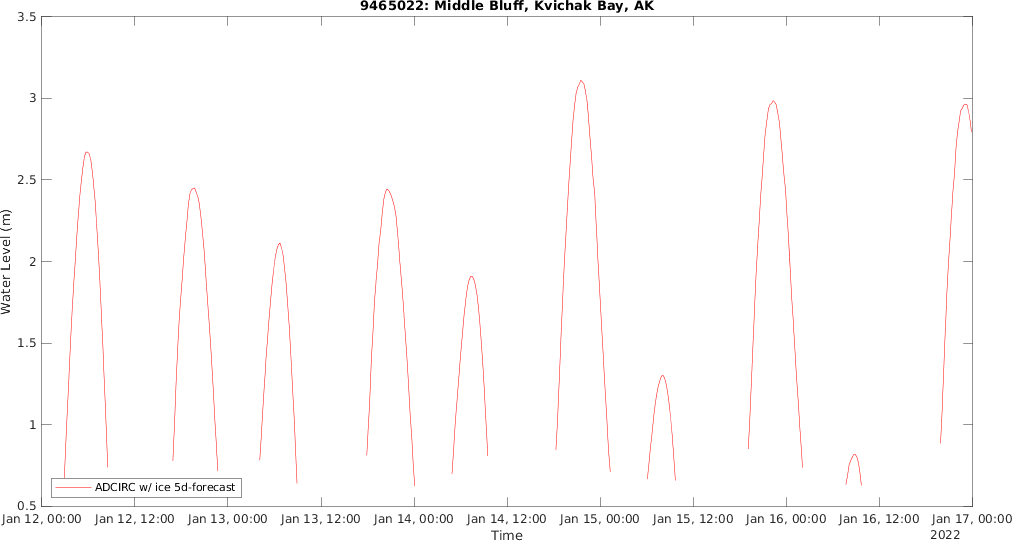 9465022: Middle Bluff, Kvichak Bay, AK
3.5
3
2.5
2
1.5
1
0.5
Water Level (m)
ADCIRC w/ ice 5d-forecast
Jan 12, 00:00
Jan 12, 12:00
Jan 13, 00:00
Jan 13, 12:00
Jan 14, 00:00
Jan 14, 12:00
Jan 15, 00:00
Jan 15, 12:00
Jan 16, 00:00
Jan 16, 12:00
Jan 17, 00:00
Time
2022